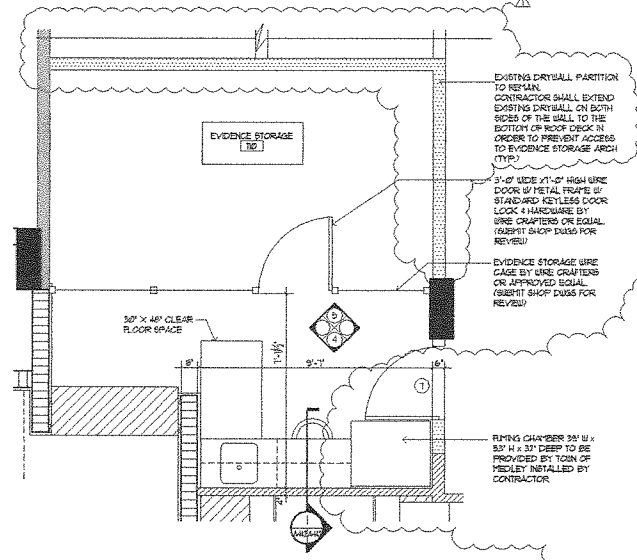 EXISTING DRYWALL PARTITION
TO REMAIN.
CONTRACTOR SHALL EXTEND
EXISTING DRYWALL ON BOTH
SIDES OF THE WALL TO THE
BOTTOM OF ROOF DECK IN
ORDER TO PREVENT ACCESS
TO EVIDENCE STORAGE ARCH
(TYP.)
EVIDENCE STORAGE
110
3'-0" WIDE x7'-0" HIGH WIRE
DOOR W/ METAL FRAME W/
STANDARD KEYLESS DOOR
LOCK & HARDWARE BY
WIRE CRAFTERS OR EQUAL.
(SUBMIT SHOP DWGS FOR
REVIEW)
EVIDENCE STORAGE WIRE
CAGE BY WIRE CRAFTERS
OR APPROVED EQUAL.
(SUBMIT SHOP DWGS FOR
REVIEW)
30" X 48" CLEAR
FLOOR SPACE
5
4
8"
9'-7"
6"
7
FUMING CHAMBER 38" W x
53" H x 32" DEEP TO BE
PROVIDED BY TOWN OF
MEDLEY INSTALLED BY
CONTRACTOR